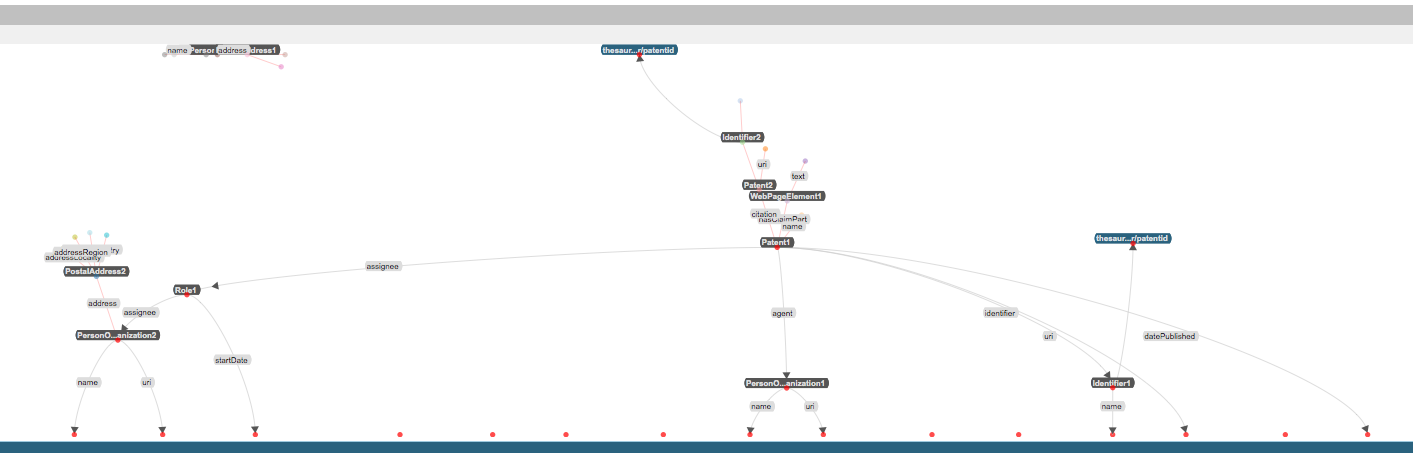 name Person address dress1
thesaur...r/patentid
Identifier2
uri
text
Patent2
WebPageElement1
citation
hasClaimPart
name
Patent1
thesaur...r/patentid
addressRegion
addressLocality
PostalAddress2
assignee
Role1
address
assignee
agent
identifier
PersonO...anization2
uri
datePublished
startDate
name
uri
PersonO...anization1
Identifier1
name
uri
name